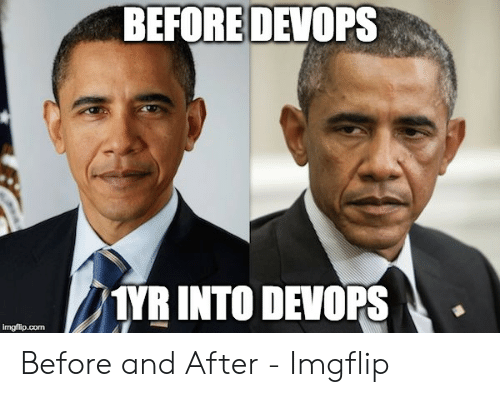 BEFORE DEVOPS
1YR INTO DEVOPS
imgflip.com
Before and After - Imgflip